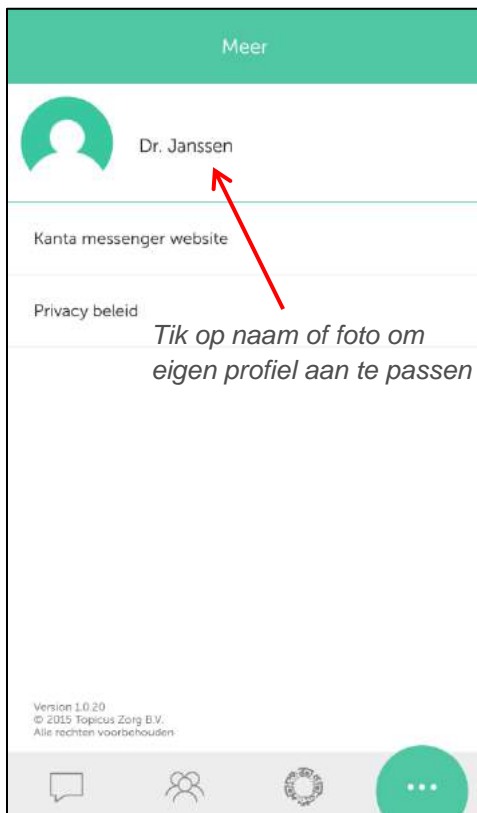 Meer
Dr. Janssen
Kanta messenger website
Privacy beleid
Tik op naam of foto om
eigen profiel aan te passen
Version 1.0.20
© 2015 Topicus Zorg B.V.
Alle rechten voorbehouden